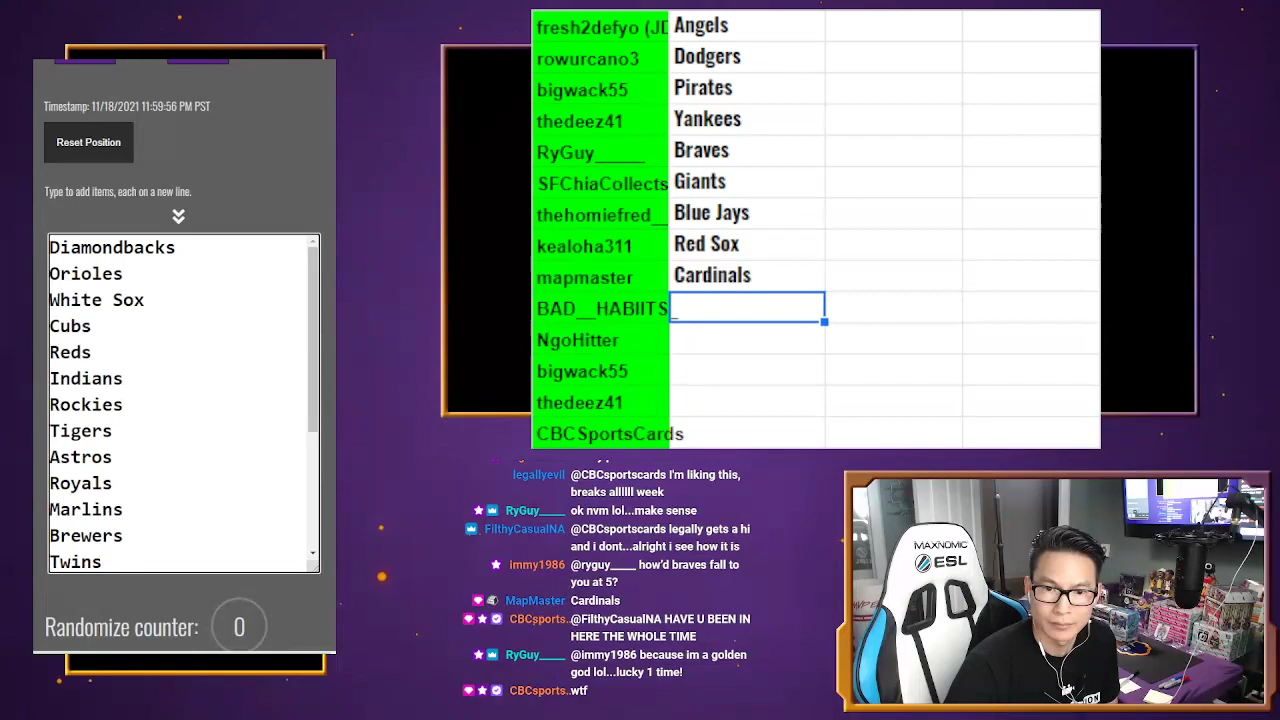 Timestamp: 11/18/2021 11:59:56 PM PST
Reset Position
Type to add items, each on a new line.
Diamondbacks
Orioles
White Sox
Cubs
Reds
Indians
Rockies
Tigers
Astros
Royals
Marlins
Brewers
Twins
Randomize counter: 0
fresh2defyo (JD Angels
rowurcano3 Dodgers
bigwack55 Pirates
thedeez41 Yankees
RyGuy_____ Braves
SFChiaCollects Giants
thehomiefred__ Blue Jays
kealoha311 Red Sox
mapmaster Cardinals
BAD__HABIITS_
NgoHitter
bigwack55
thedeez41
CBCSportsCards
legallyevil @CBCsportscards I'm liking this,
breaks allllll week
RyGuy_____ ok nvm lol...make sense
FilthyCasualNA @CBCsportscards legally gets a hi
and i dont...alright i see how it is
immy1986 @ryguy_____ how'd braves fall to
you at 5?
MapMaster Cardinals
CBCsports.. @FilthyCasualNA HAVE U BEEN IN
HERE THE WHOLE TIME
RyGuy_____ @immy1986 because im a golden
god lol...lucky 1 time!
CBCsports.. wtf
MAXNOMIC
ESL